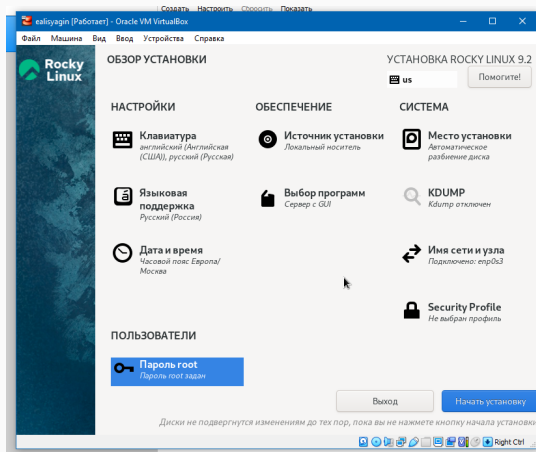 Создать Настроить Сбросить Показать
ealisyagin [Работает] - Oracle VM VirtualBox
Файл Машина Вид Ввод Устройства Справка
Rocky
Linux
ОБЗОР УСТАНОВКИ
УСТАНОВКА ROCKY LINUX 9.2
us
Помогите!
НАСТРОЙКИ
ОБЕСПЕЧЕНИЕ
СИСТЕМА
Клавиатура
английский (Английская
(США)), русский (Русская)
Источник установки
Локальный носитель
Место установки
Автоматическое
разбиение диска
Языковая
поддержка
Русский (Россия)
Выбор программ
Сервер с GUI
KDUMP
Kdump отключен
Дата и время
Часовой пояс Европа/
Москва
Имя сети и узла
Подключено: enp0s3
Security Profile
Не выбран профиль
ПОЛЬЗОВАТЕЛИ
Пароль root
Пароль root задан
Выход
Начать установку
Диски не подвергнутся изменениям до тех пор, пока вы не нажмете кнопку начала установки
Right Ctrl